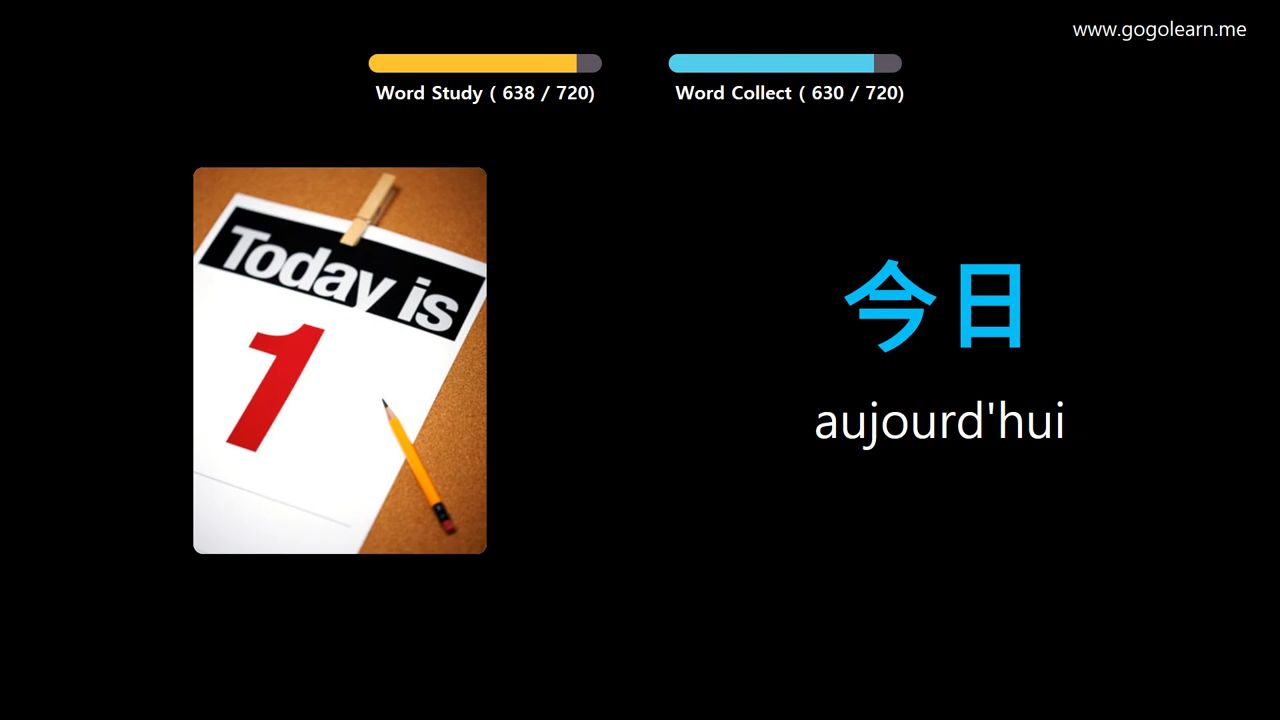 www.gogolearn.me
Word Study ( 638 / 720)
Word Collect ( 630 / 720)
Today is
1
今日
aujourd'hui